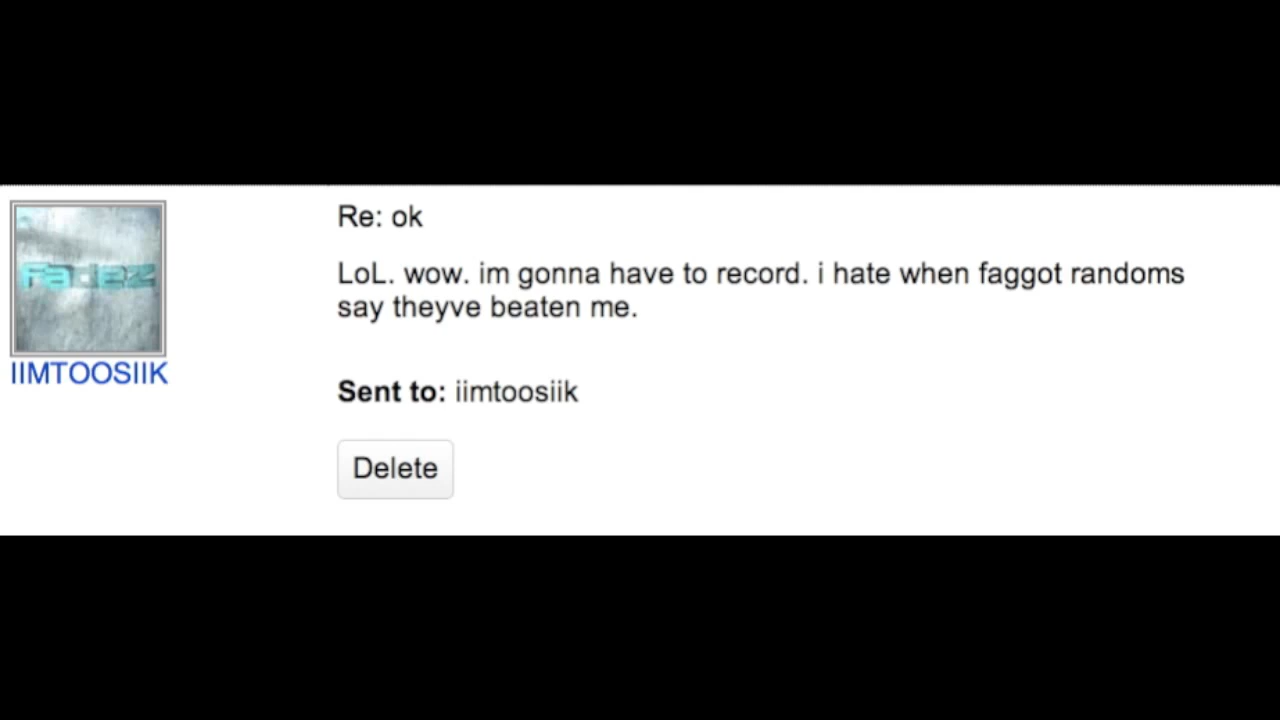 Re: ok
LoL. wow. im gonna have to record. i hate when faggot randoms
say theyve beaten me.
Fadez
IIMTOOSIIK
Sent to: iimtoosiik
Delete